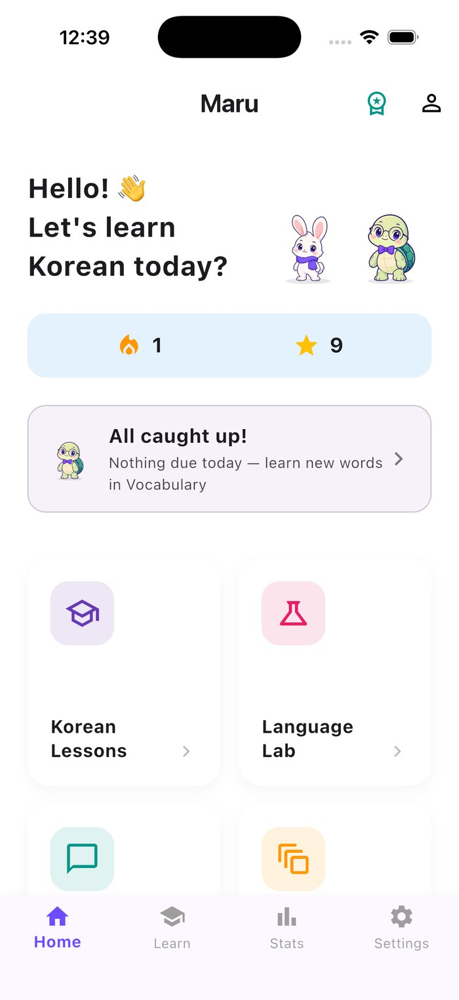 12:39
Maru
Hello! 👋
Let's learn
Korean today?
1
9
All caught up!
Nothing due today — learn new words
in Vocabulary
Korean
Lessons
Language
Lab
Home
Learn
Stats
Settings